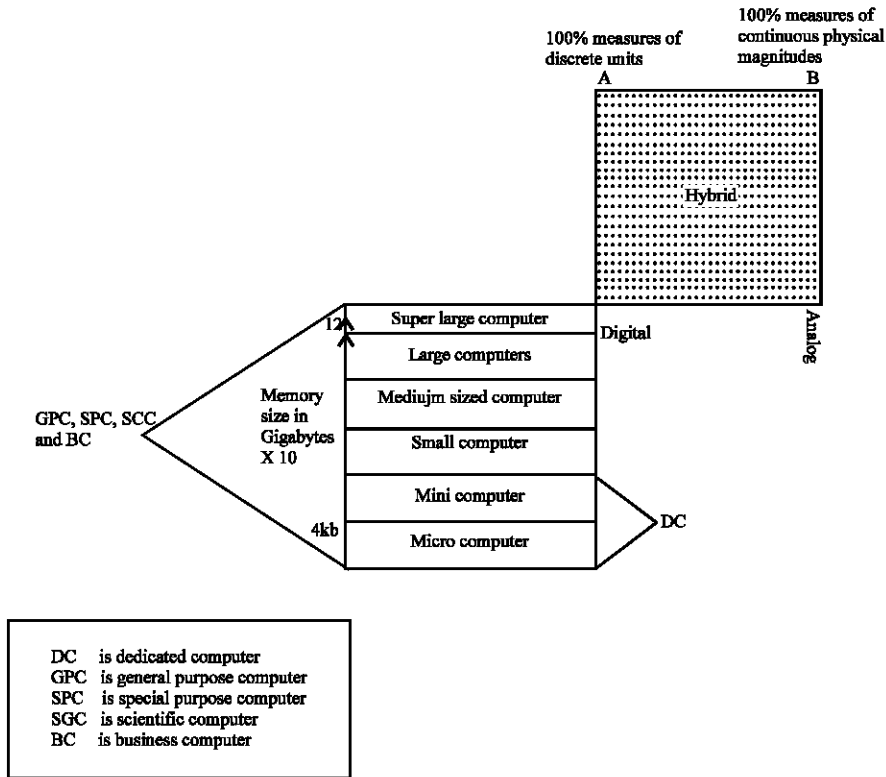 100% measures of
discrete units
A
100% measures of
continuous physical
magnitudes
B
Hybrid
Digital
Analog
12
Super large computer
Large computers
Mediujm sized computer
Small computer
Mini computer
Micro computer
Memory
size in
Gigabytes
X 10
4kb
GPC, SPC, SCC
and BC
DC
DC is dedicated computer
GPC is general purpose computer
SPC is special purpose computer
SGC is scientific computer
BC is business computer